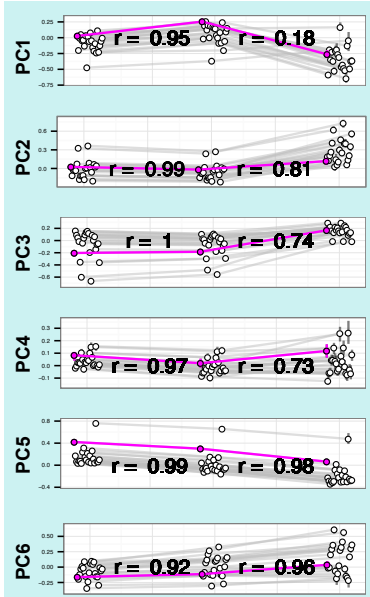 PC1
0.25
0.00
-0.25
-0.50
-0.75
r = 0.95
r = 0.18
PC2
0.6
0.3
0.0
r = 0.99
r = 0.81
PC3
0.2
0.0
-0.2
-0.4
-0.6
r = 1
r = 0.74
PC4
0.3
0.2
0.1
0.0
-0.1
r = 0.97
r = 0.73
PC5
0.8
0.4
0.0
-0.4
r = 0.99
r = 0.98
PC6
0.50
0.25
0.00
-0.25
r = 0.92
r = 0.96